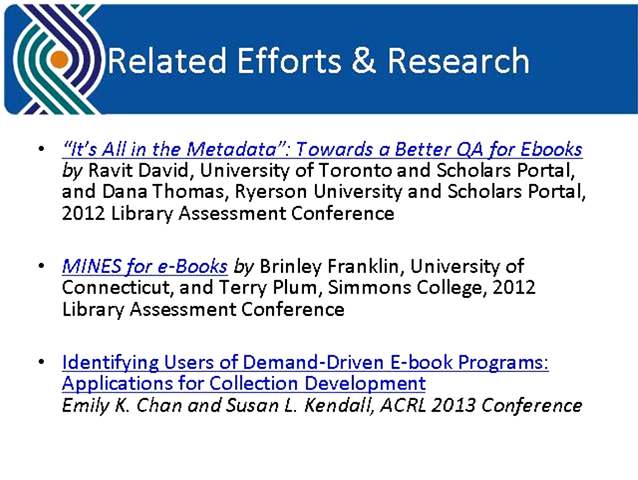 Related Efforts & Research
• “It’s All in the Metadata”: Towards a Better QA for Ebooks
by Ravit David, University of Toronto and Scholars Portal,
and Dana Thomas, Ryerson University and Scholars Portal,
2012 Library Assessment Conference
• MINES for e-Books by Brinley Franklin, University of
Connecticut, and Terry Plum, Simmons College, 2012
Library Assessment Conference
• Identifying Users of Demand-Driven E-book Programs:
Applications for Collection Development
Emily K. Chan and Susan L. Kendall, ACRL 2013 Conference